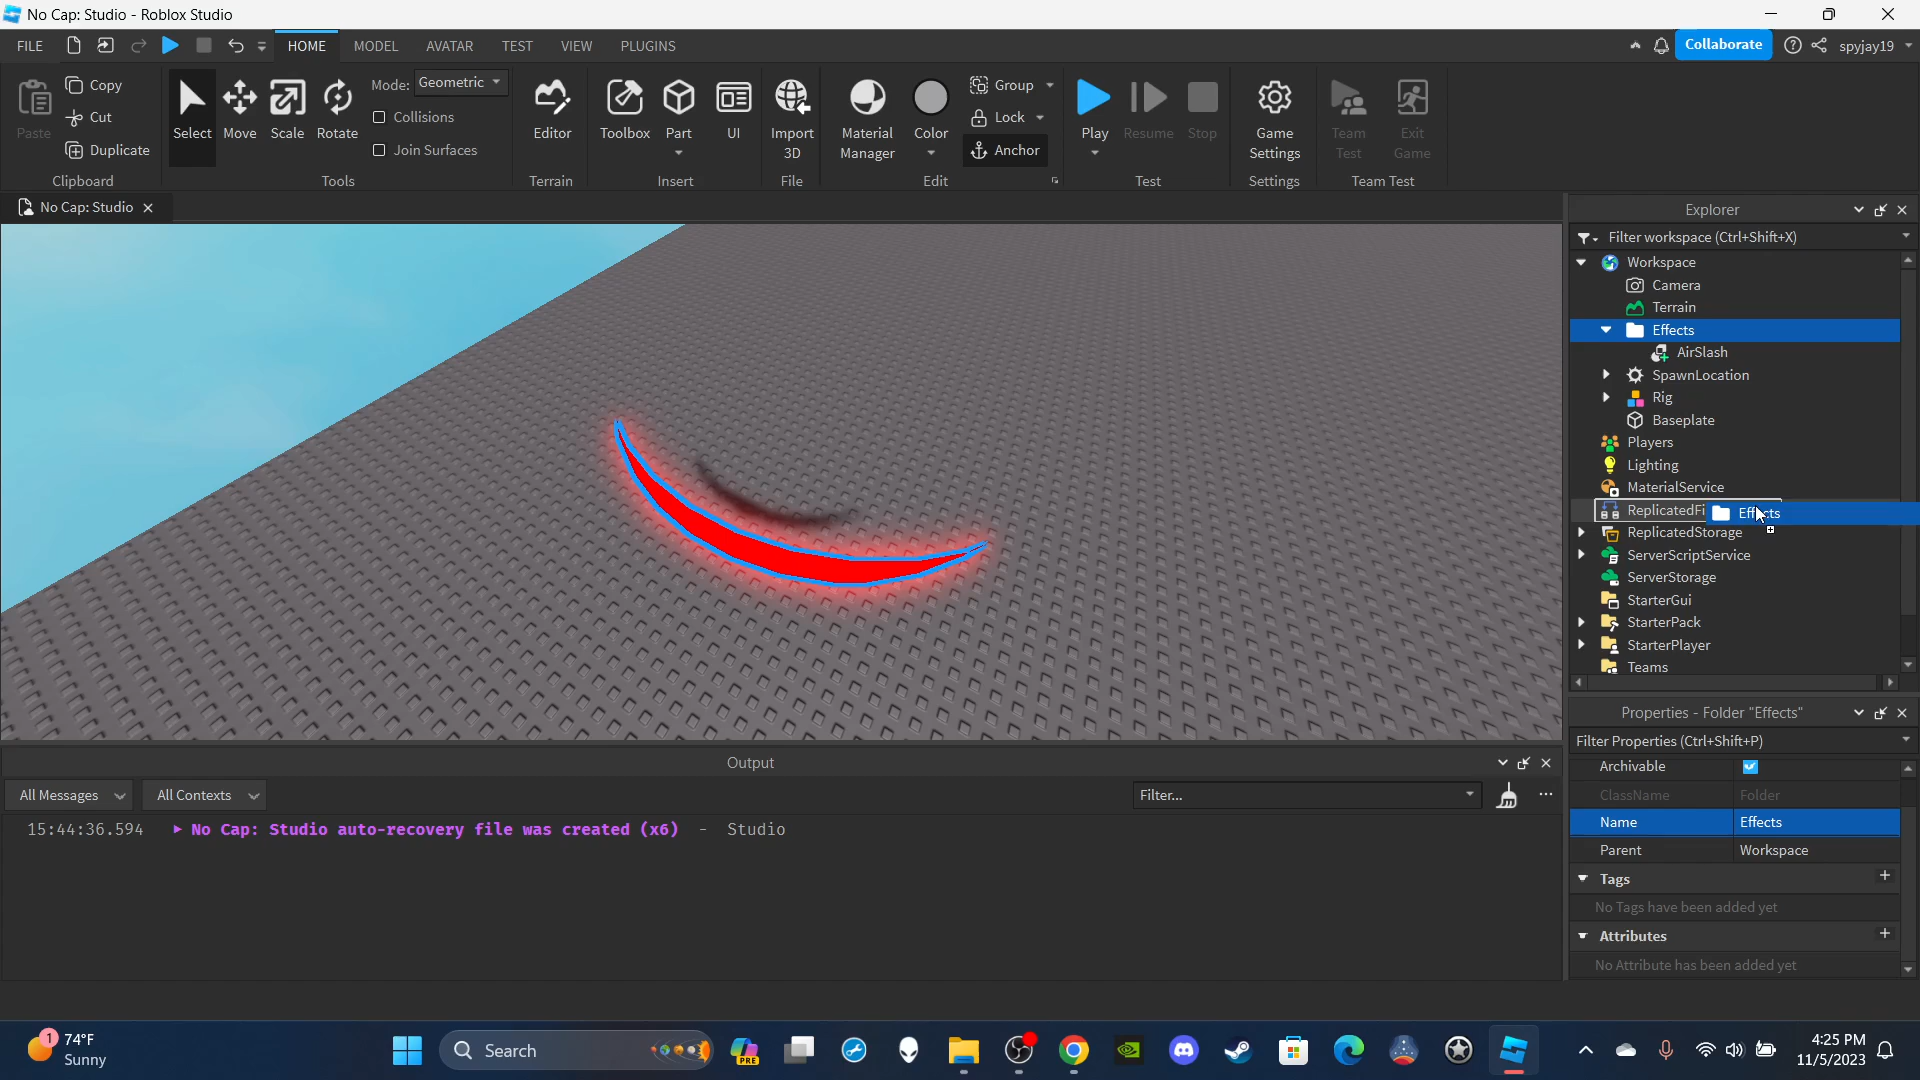 No Cap: Studio - Roblox Studio
FILE
HOME
MODEL
AVATAR
TEST
VIEW
PLUGINS
Collaborate
spyjay19
Paste
Copy
Cut
Duplicate
Clipboard
Select
Move
Scale
Rotate
Mode: Geometric
Collisions
Join Surfaces
Tools
Editor
Terrain
Toolbox
Part
UI
Insert
Import 3D
File
Material Manager
Color
Group
Lock
Anchor
Edit
Play
Resume
Stop
Test
Game Settings
Settings
Team Test
Exit Game
Team Test
No Cap: Studio
Explorer
Filter workspace (Ctrl+Shift+X)
Workspace
Camera
Terrain
Effects
AirSlash
SpawnLocation
Rig
Baseplate
Players
Lighting
MaterialService
ReplicatedFi
Effects
ReplicatedStorage
ServerScriptService
ServerStorage
StarterGui
StarterPack
StarterPlayer
Teams
Properties - Folder "Effects"
Filter Properties (Ctrl+Shift+P)
Archivable
ClassName Folder
Name Effects
Parent Workspace
Tags
No Tags have been added yet
Attributes
No Attribute has been added yet
Output
All Messages
All Contexts
Filter...
15:44:36.594 No Cap: Studio auto-recovery file was created (x6) - Studio
1
74°F
Sunny
Search
PRE
4:25 PM
11/5/2023